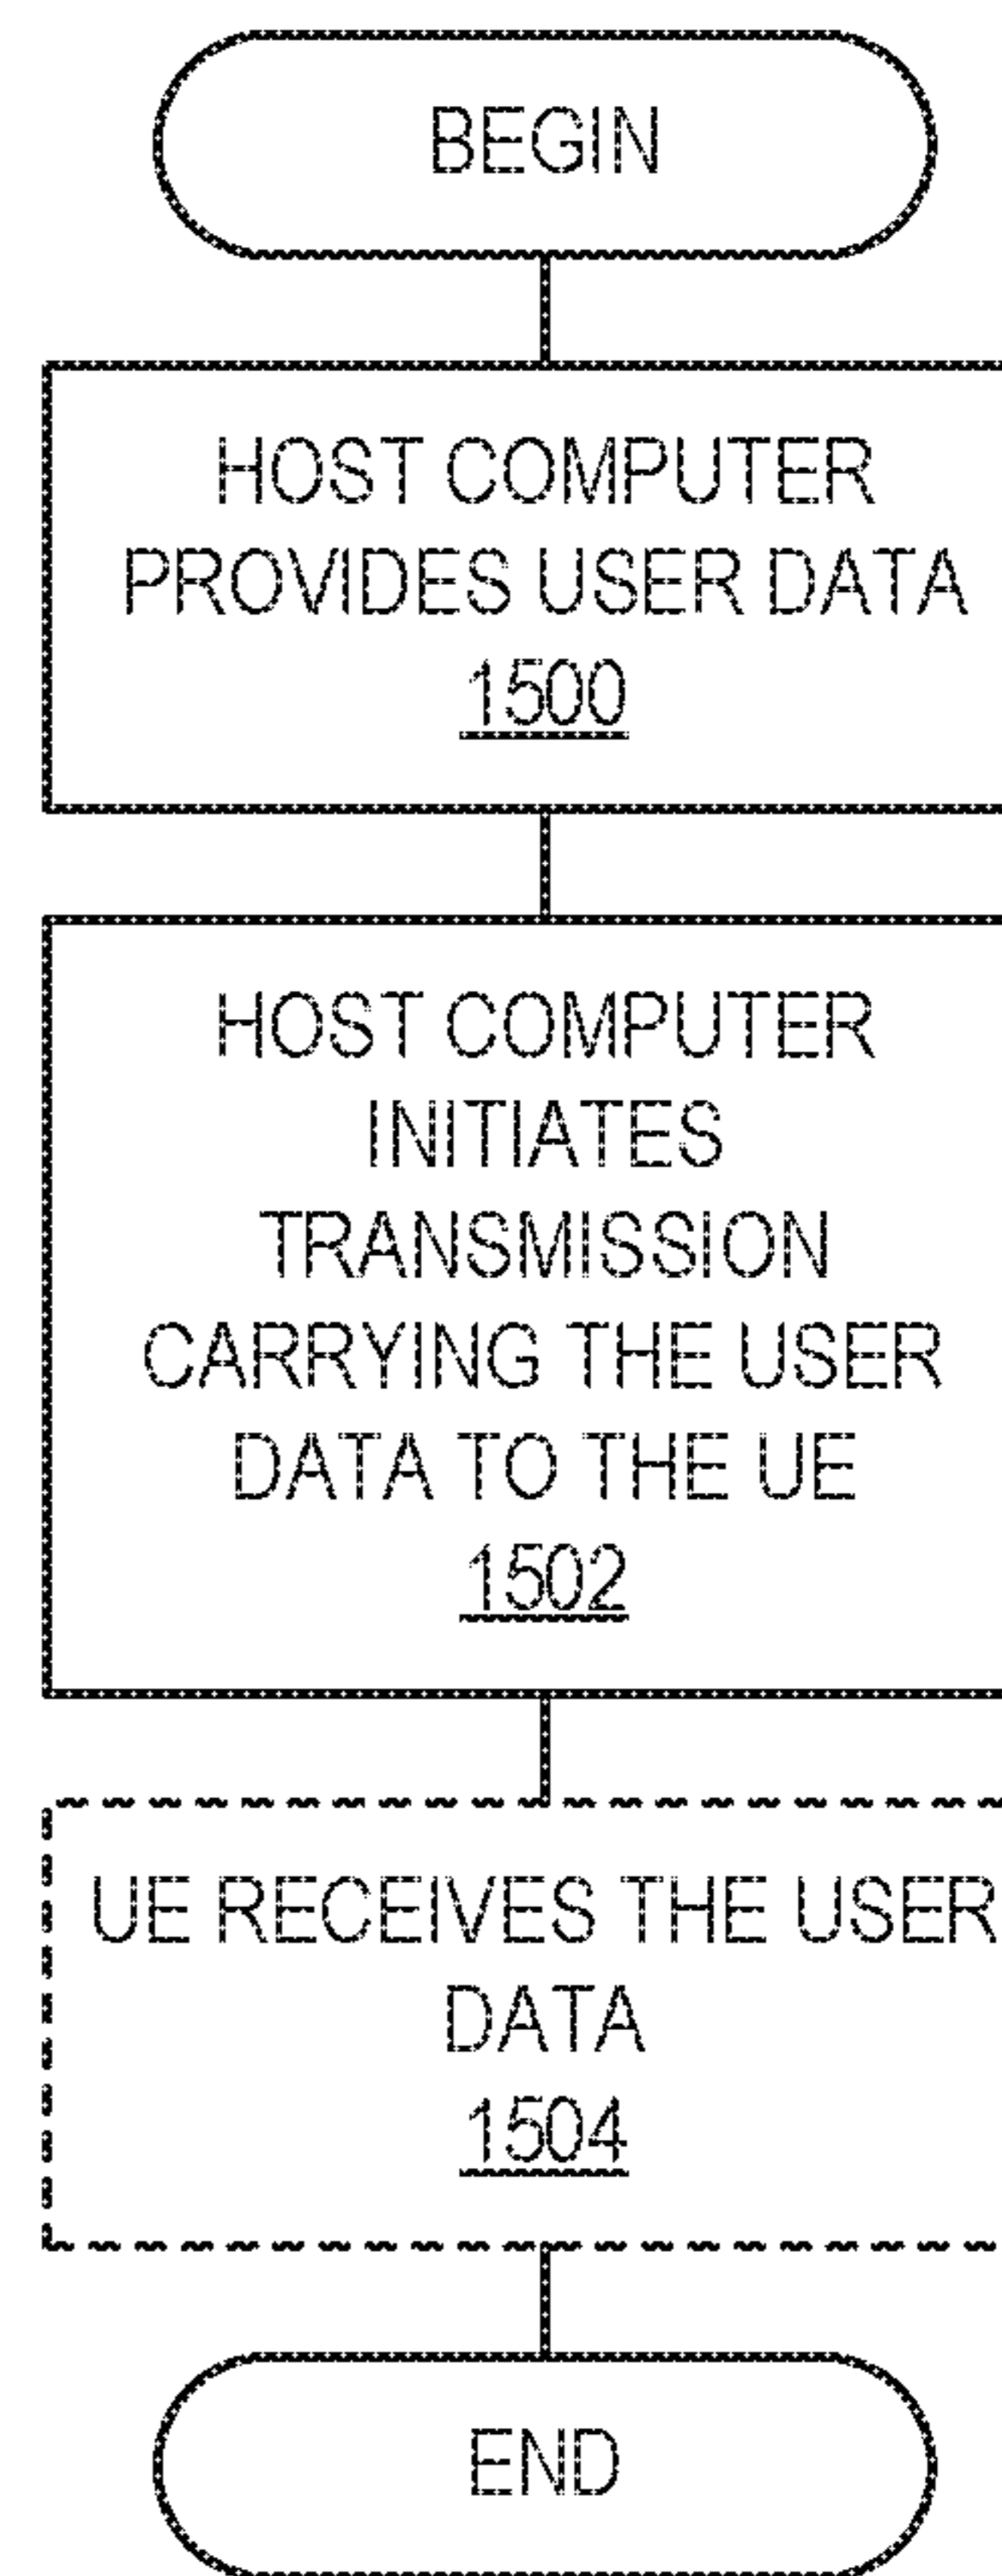 BEGIN
HOST COMPUTER
PROVIDES USER DATA
1500
HOST COMPUTER
INITIATES
TRANSMISSION
CARRYING THE USER
DATA TO THE UE
1502
UE RECEIVES THE USER
DATA
1504
END